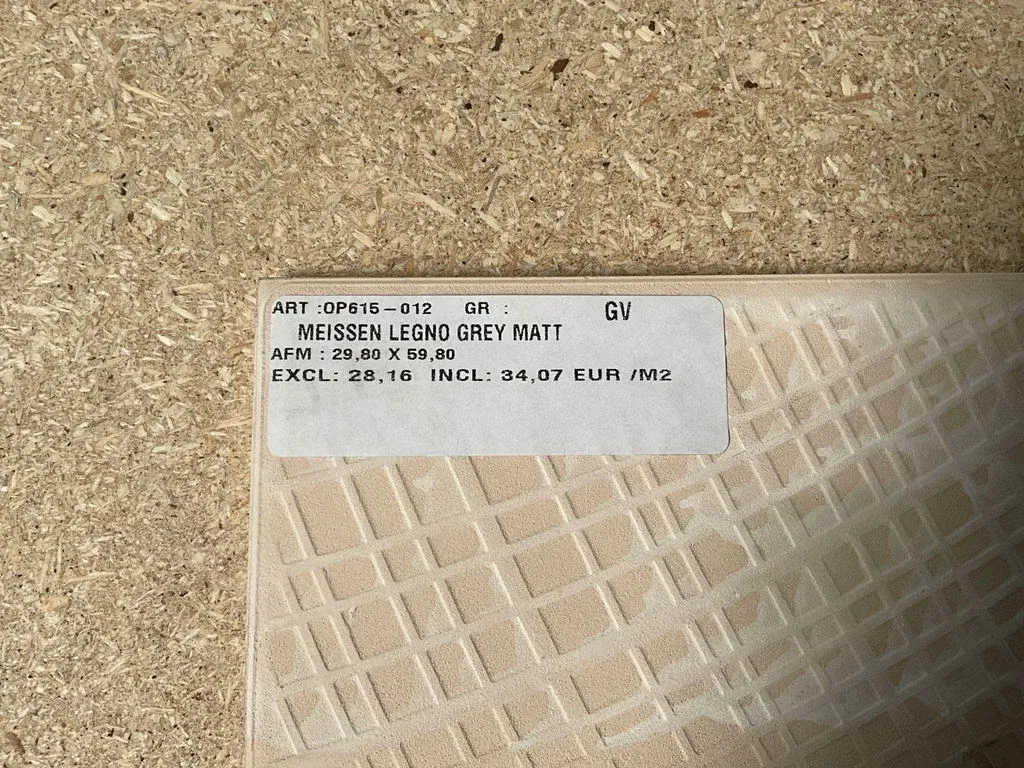 ART :OP615-012 GR : GV
MEISSEN LEGNO GREY MATT
AFM : 29,80 X 59,80
EXCL: 28,16 INCL: 34,07 EUR /M2